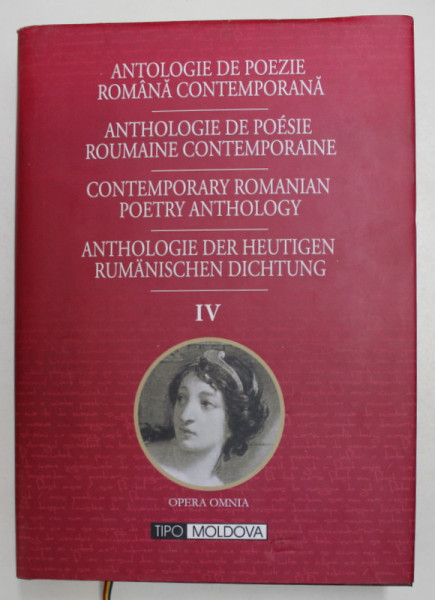 ANTOLOGIE DE POEZIE
ROMÂNĂ CONTEMPORANĂ
ANTHOLOGIE DE POÉSIE
ROUMAINE CONTEMPORAINE
CONTEMPORARY ROMANIAN
POETRY ANTHOLOGY
ANTHOLOGIE DER HEUTIGEN
RUMÄNISCHEN DICHTUNG
IV
OPERA OMNIA
TIPO MOLDOVA